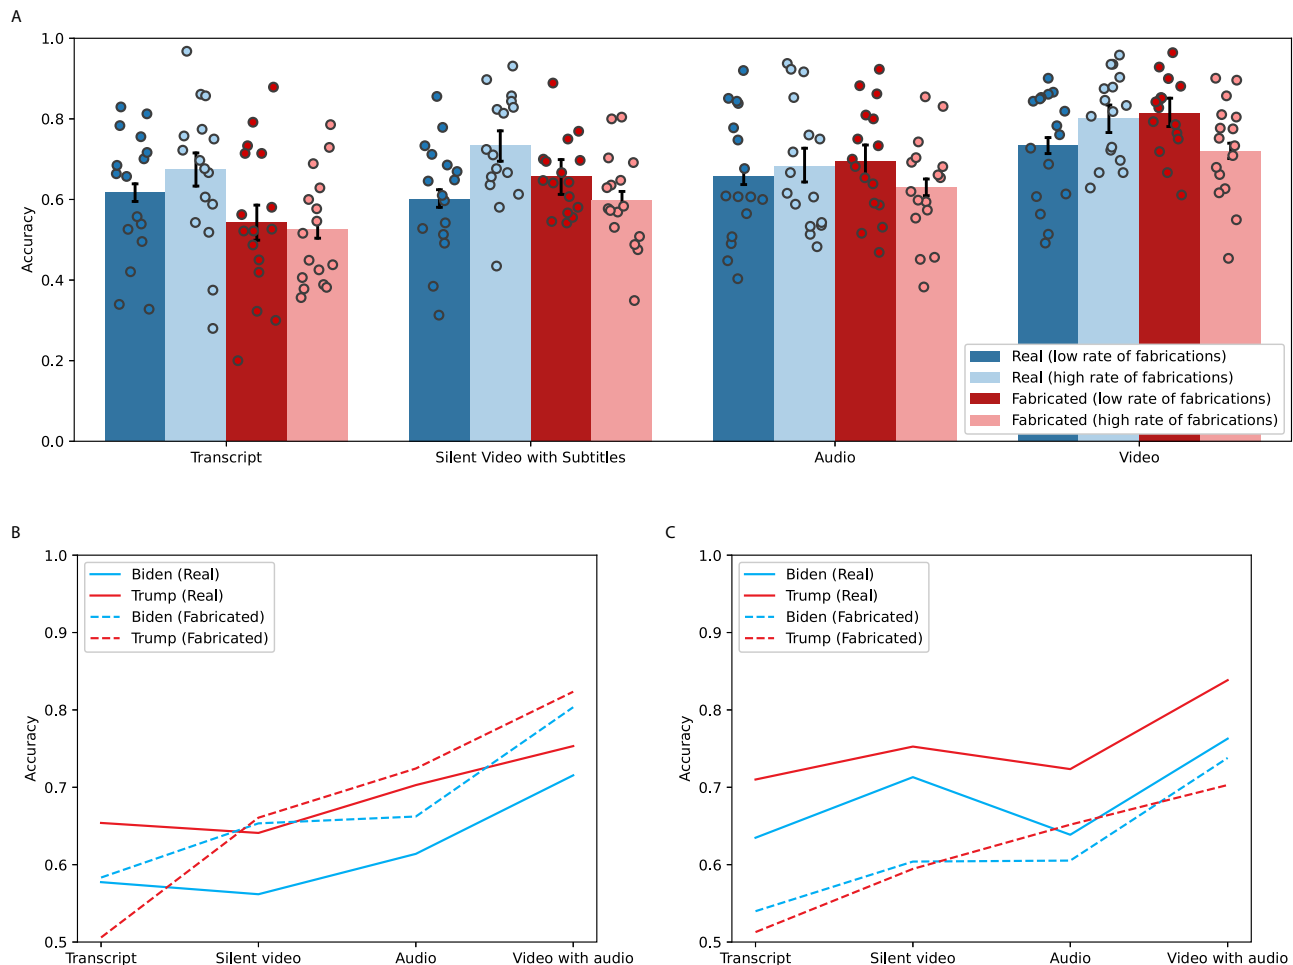 A
1.0
0.8
0.6
0.4
0.2
0.0
Accuracy
Real (low rate of fabrications)
Real (high rate of fabrications)
Fabricated (low rate of fabrications)
Fabricated (high rate of fabrications)
Transcript Silent Video with Subtitles Audio Video
B
1.0
0.9
0.8
0.7
0.6
0.5
Accuracy
Biden (Real)
Trump (Real)
Biden (Fabricated)
Trump (Fabricated)
Transcript Silent video Audio Video with audio
C
1.0
0.9
0.8
0.7
0.6
0.5
Accuracy
Biden (Real)
Trump (Real)
Biden (Fabricated)
Trump (Fabricated)
Transcript Silent video Audio Video with audio